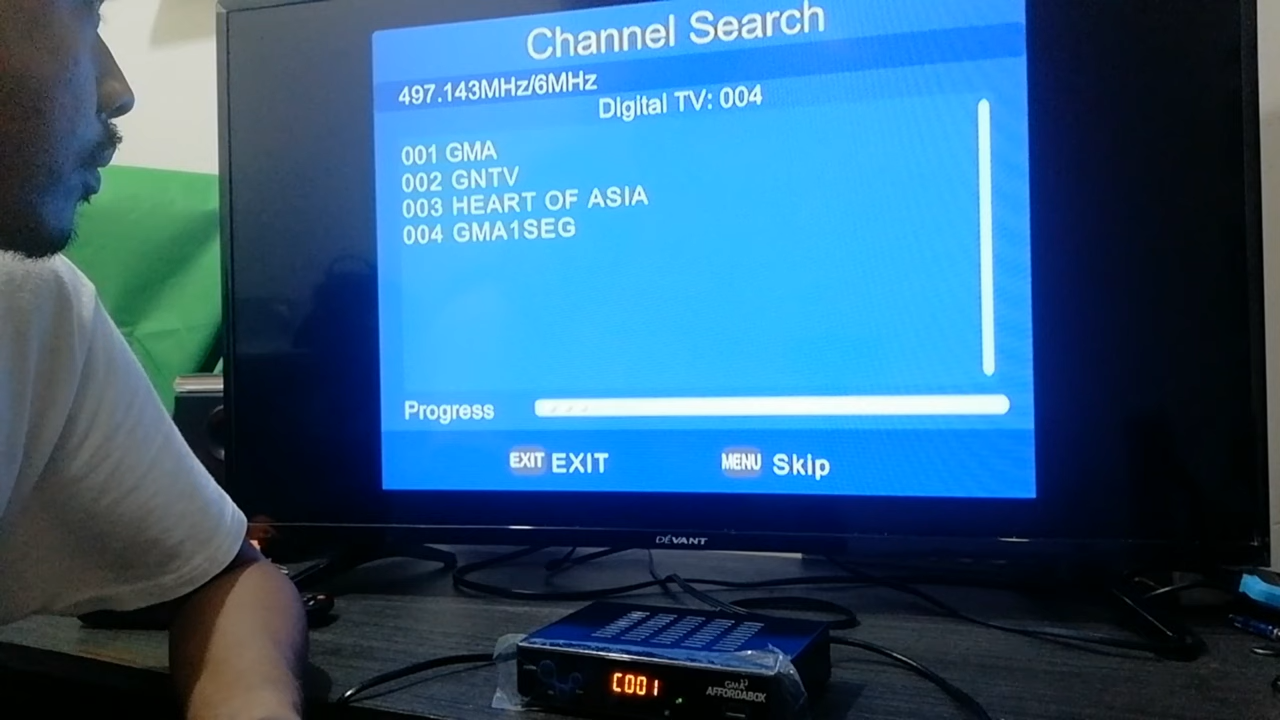 Channel Search
497.143MHz/6MHz
Digital TV: 004
001 GMA
002 GNTV
003 HEART OF ASIA
004 GMA1SEG
Progress
EXIT EXIT
MENU Skip
DEVANT
C001
GMA
AFFORDABOX